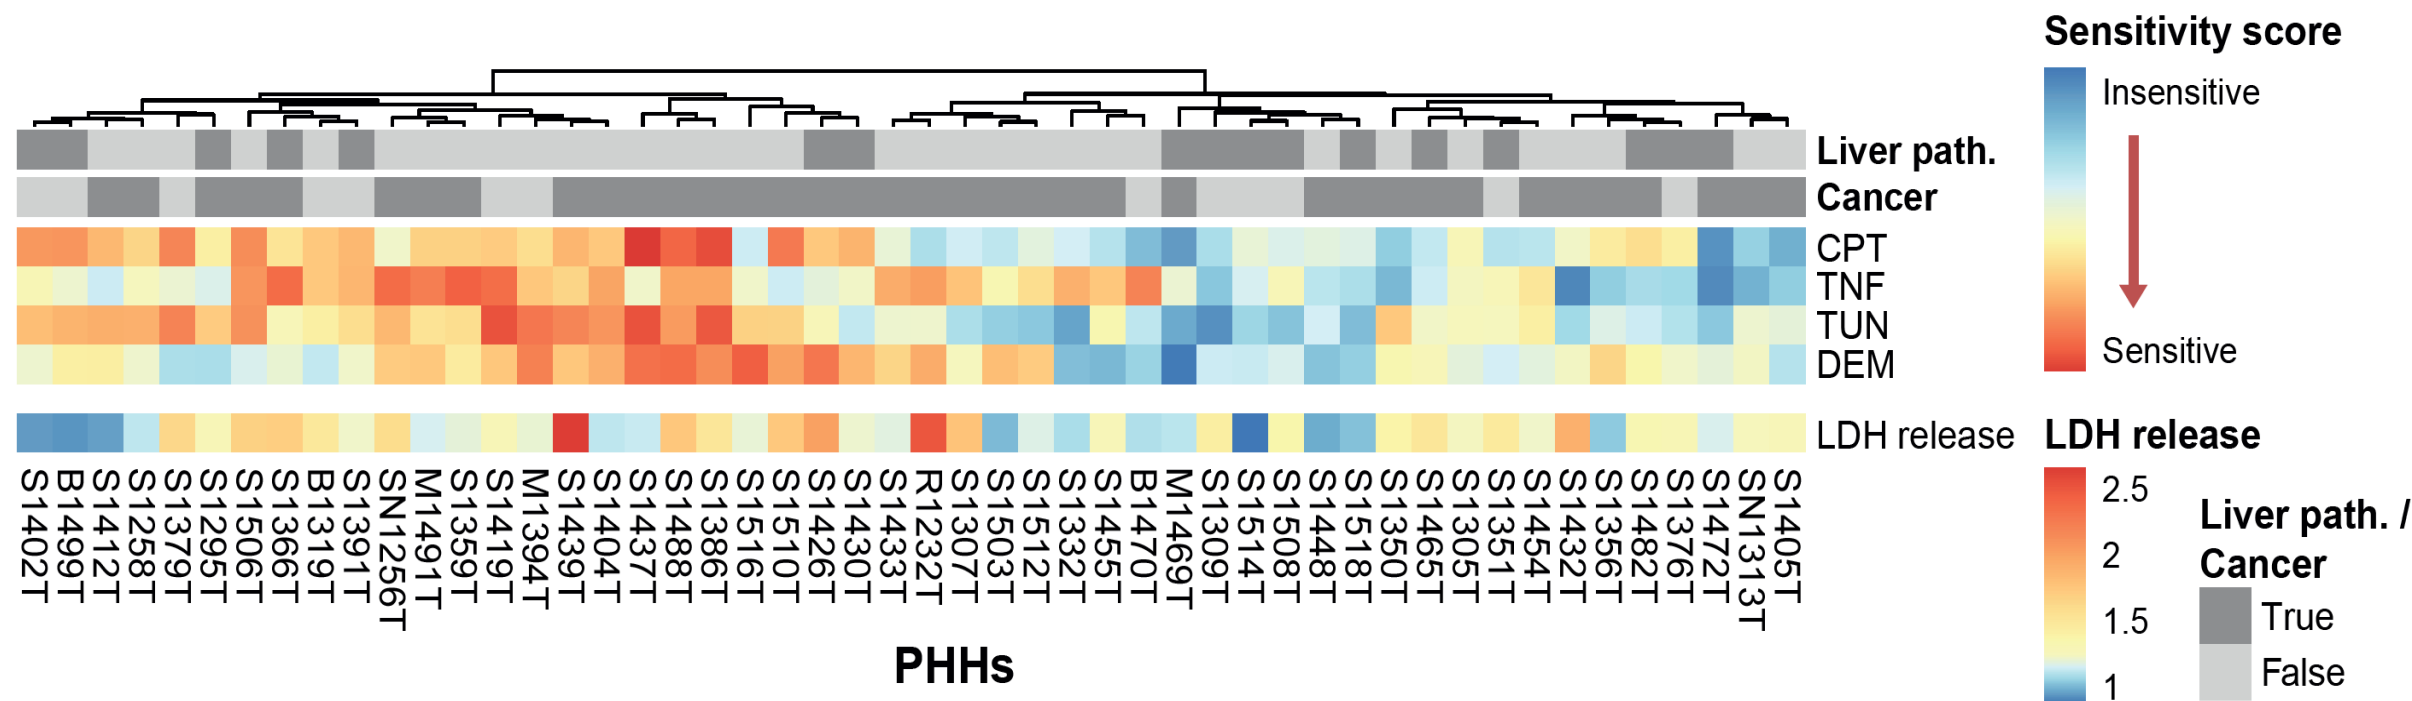 Sensitivity score
Insensitive
Sensitive
Liver path.
Cancer
CPT
TNF
TUN
DEM
LDH release
LDH release
2.5
2
1.5
1
Liver path. /
Cancer
True
False
S1402T
B1499T
S1412T
S1258T
S1379T
S1295T
S1506T
S1366T
B1319T
S1391T
SN1256T
M1491T
S1359T
S1419T
M1394T
S1439T
S1404T
S1437T
S1488T
S1386T
S1516T
S1510T
S1426T
S1430T
S1433T
R1232T
S1307T
S1503T
S1512T
S1332T
S1455T
B1470T
M1469T
S1309T
S1514T
S1508T
S1448T
S1518T
S1350T
S1465T
S1305T
S1351T
S1454T
S1432T
S1356T
S1482T
S1376T
S1472T
SN1313T
S1405T
PHHs